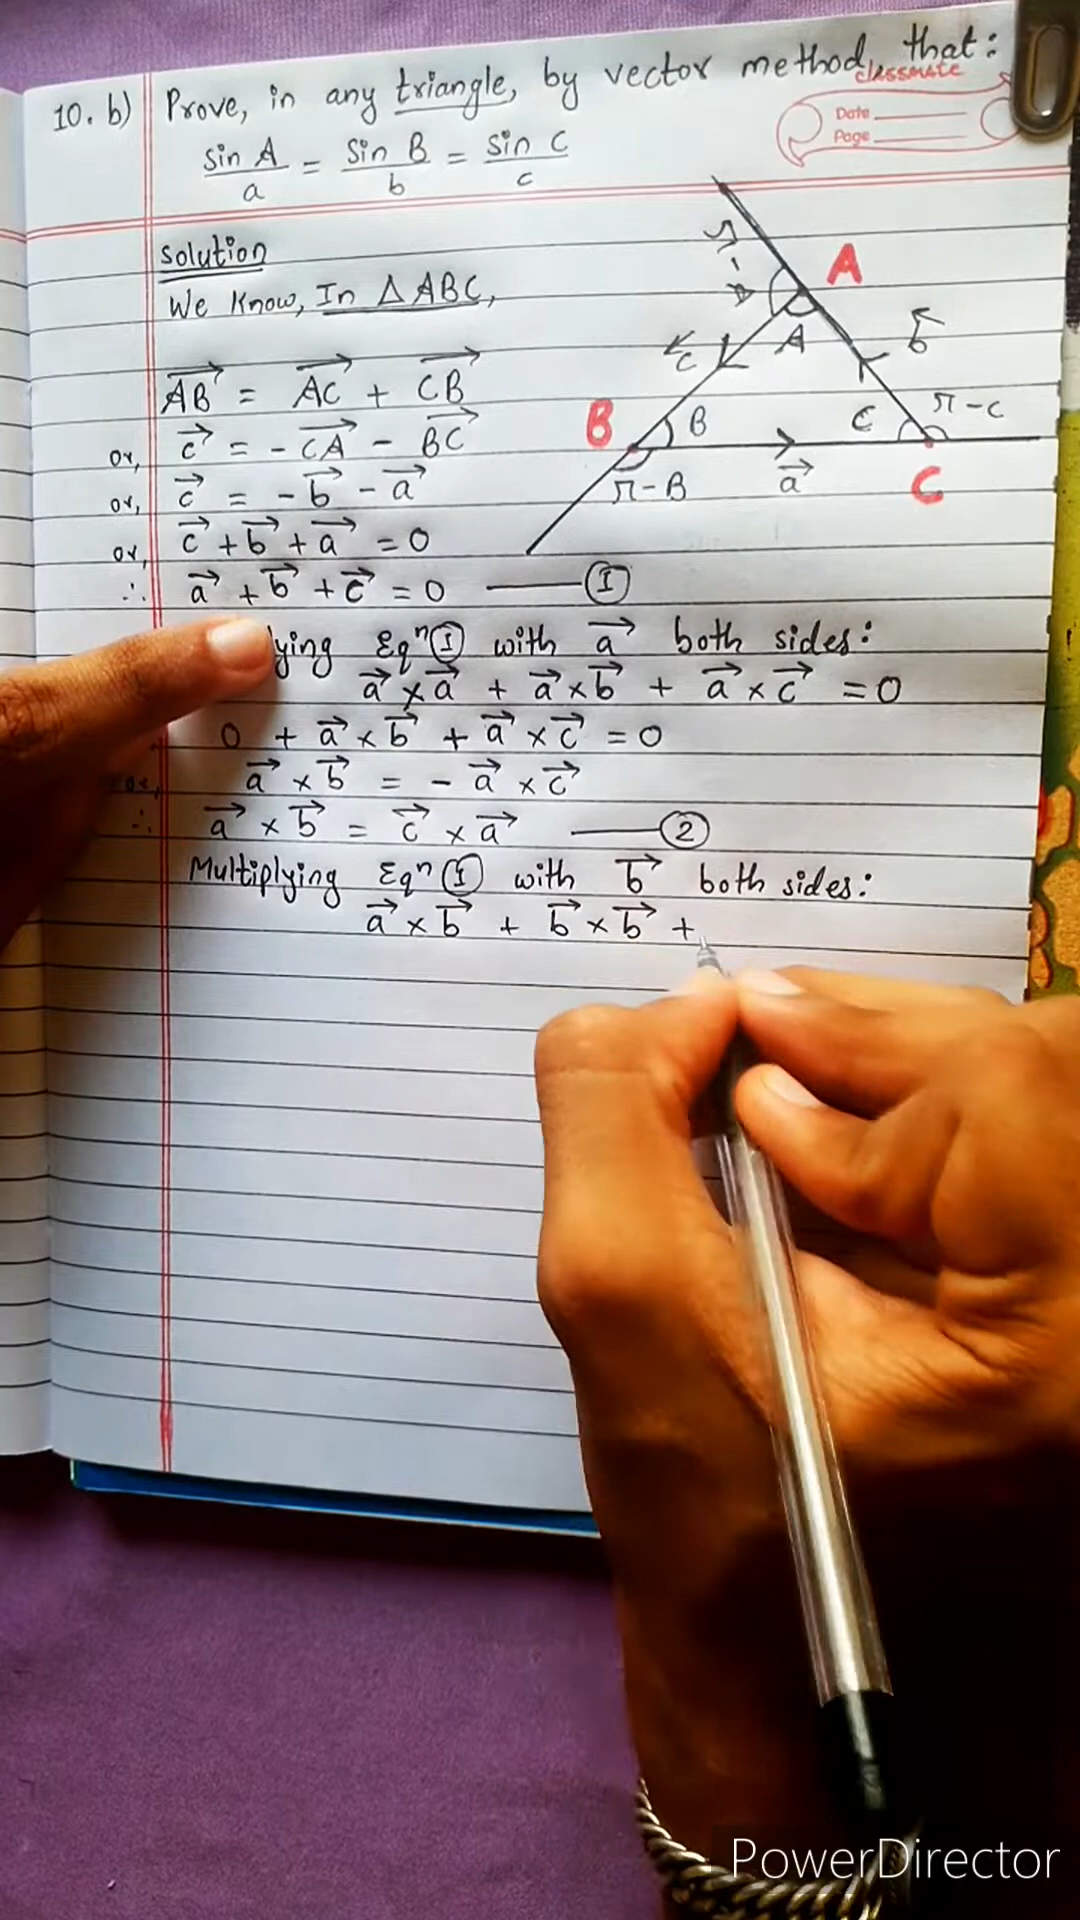 10. b) Prove, in any triangle, by vector method, that:
classmate
Date
Page
sin A/a = Sin B/b = Sin C/c
Solution
We Know, In △ABC,
A
π - A
A
b⃗
c⃗
B
B
C
π-C
π-B
a⃗
C
AB⃗ = AC⃗ + CB⃗
or, c⃗ = - CA⃗ - BC⃗
or, c⃗ = - b⃗ - a⃗
or, c⃗ + b⃗ + a⃗ = 0
∴ a⃗ + b⃗ + c⃗ = 0 —— ①
lying Eqⁿ ① with a⃗ both sides:
a⃗ × a⃗ + a⃗ × b⃗ + a⃗ × c⃗ = 0
0 + a⃗ × b⃗ + a⃗ × c⃗ = 0
or, a⃗ × b⃗ = - a⃗ × c⃗
∴ a⃗ × b⃗ = c⃗ × a⃗ —— ②
Multiplying Eqⁿ ① with b⃗ both sides:
a⃗ × b⃗ + b⃗ × b⃗ +
PowerDirector